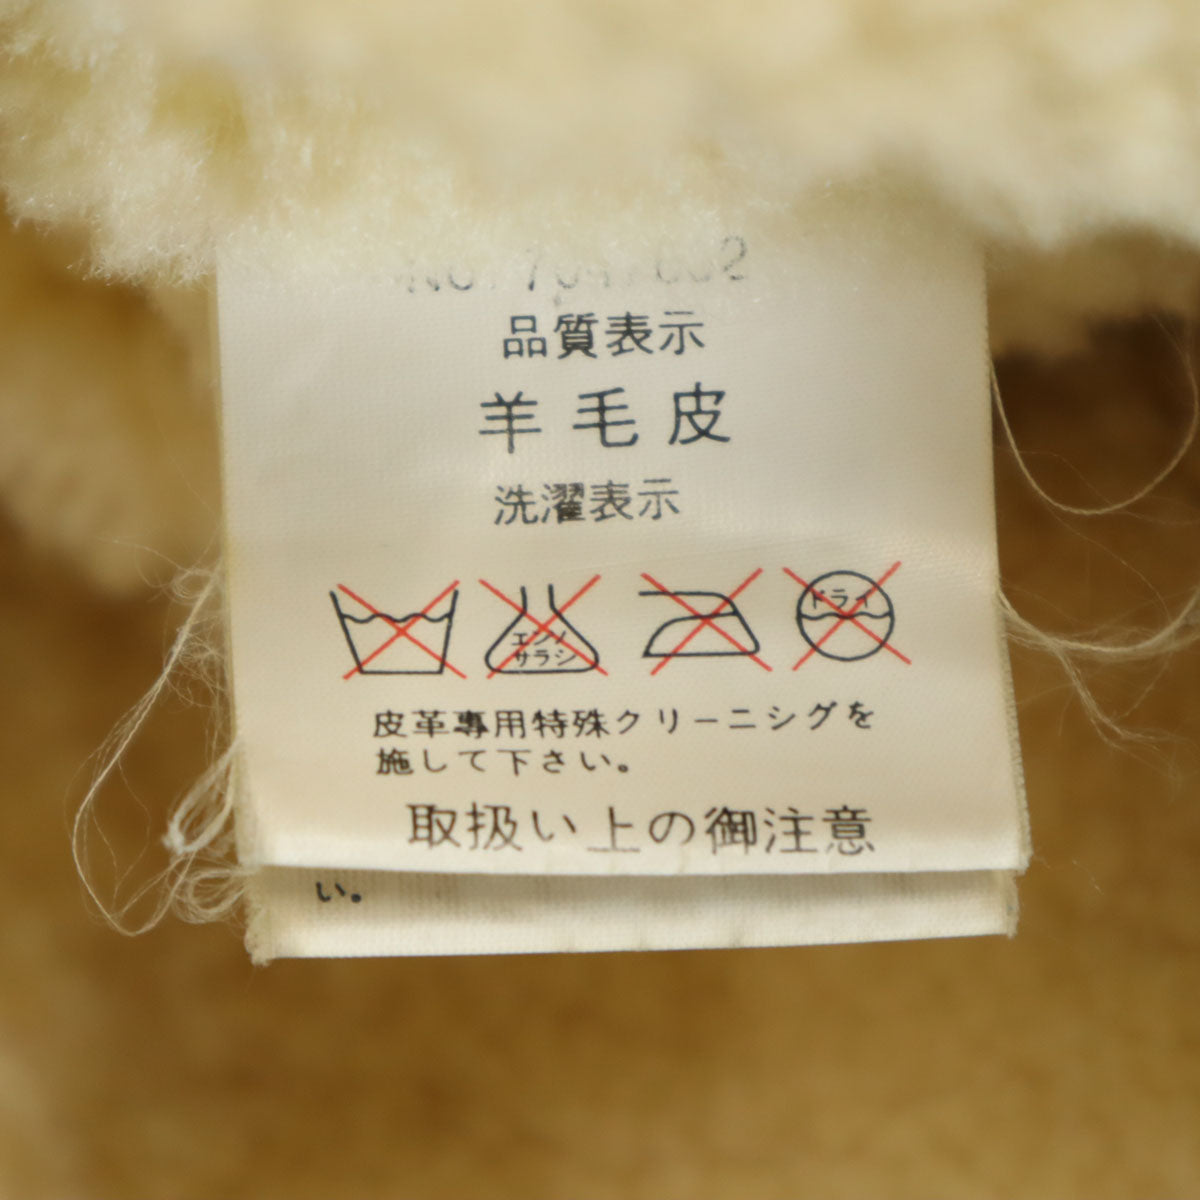 品質表示
羊毛皮
洗濯表示
エンソ サラシ ドライ
皮革專用特殊クリーニシグを
施して下さい。
取扱い上の御注意
い。